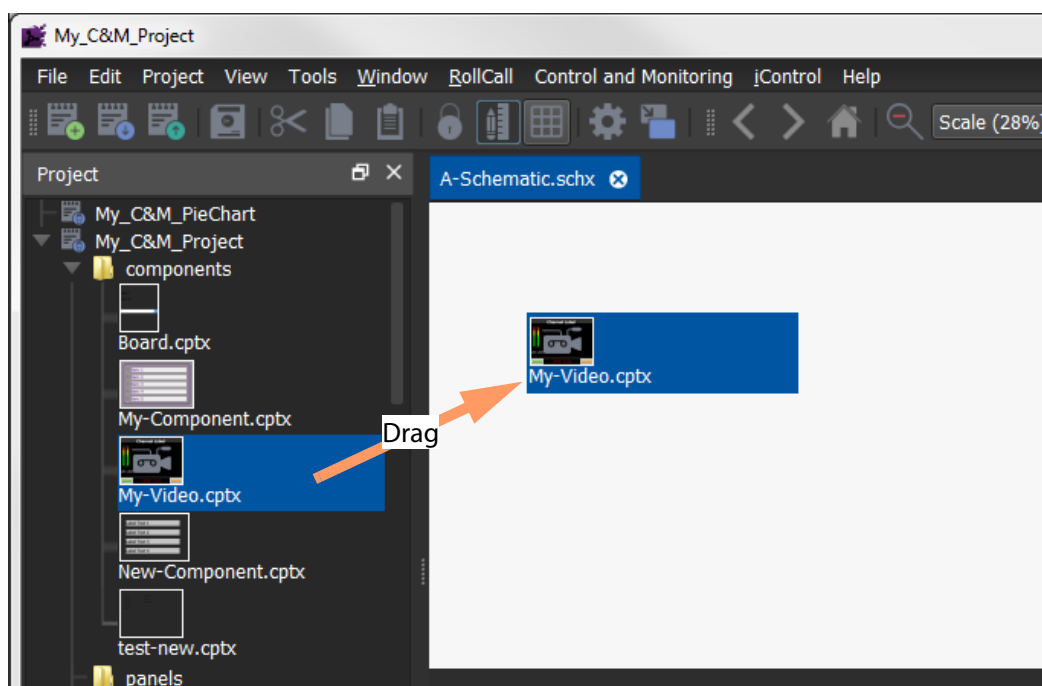 My_C&M_Project
File Edit Project View Tools Window RollCall Control and Monitoring iControl Help
Scale (28%)
Project
A-Schematic.schx
My_C&M_PieChart
My_C&M_Project
components
Board.cptx
My-Component.cptx
My-Video.cptx
New-Component.cptx
test-new.cptx
panels
Drag
My-Video.cptx